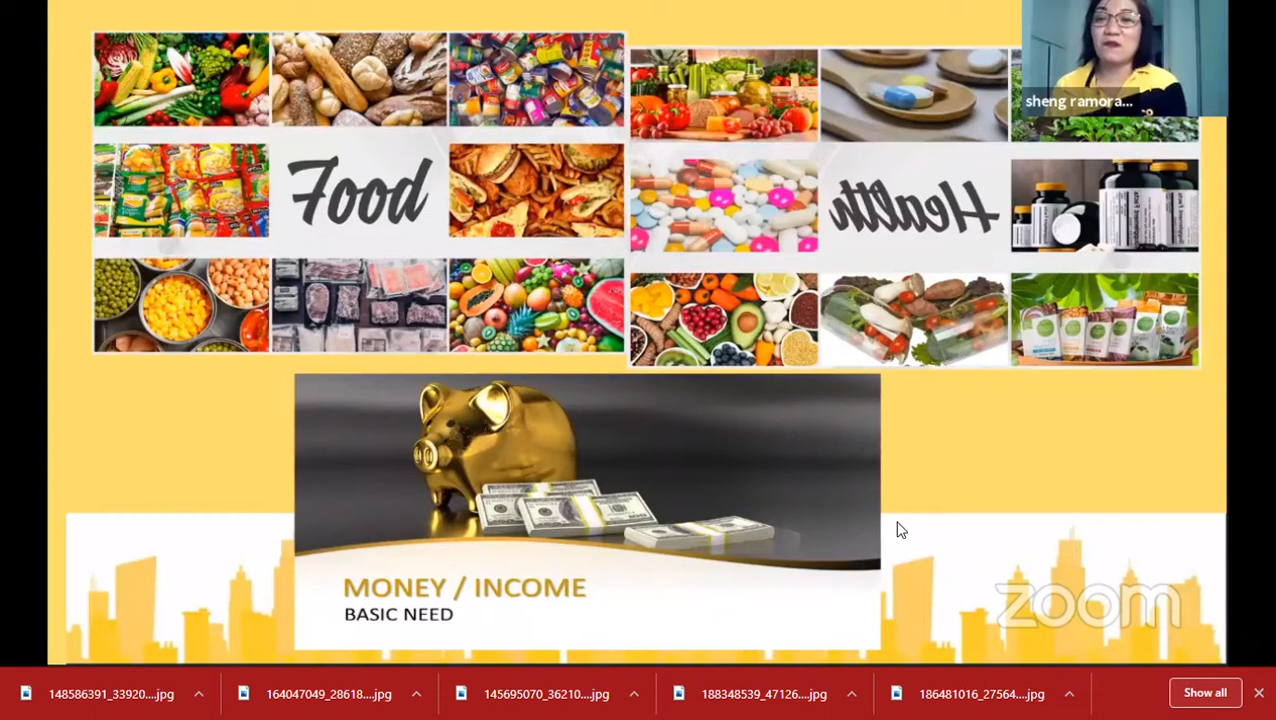 sheng ramora...
Food
Health
MONEY / INCOME
BASIC NEED
zoom
148586391_33920....jpg
164047049_28618....jpg
145695070_36210....jpg
188348539_47126....jpg
186481016_27564....jpg
Show all